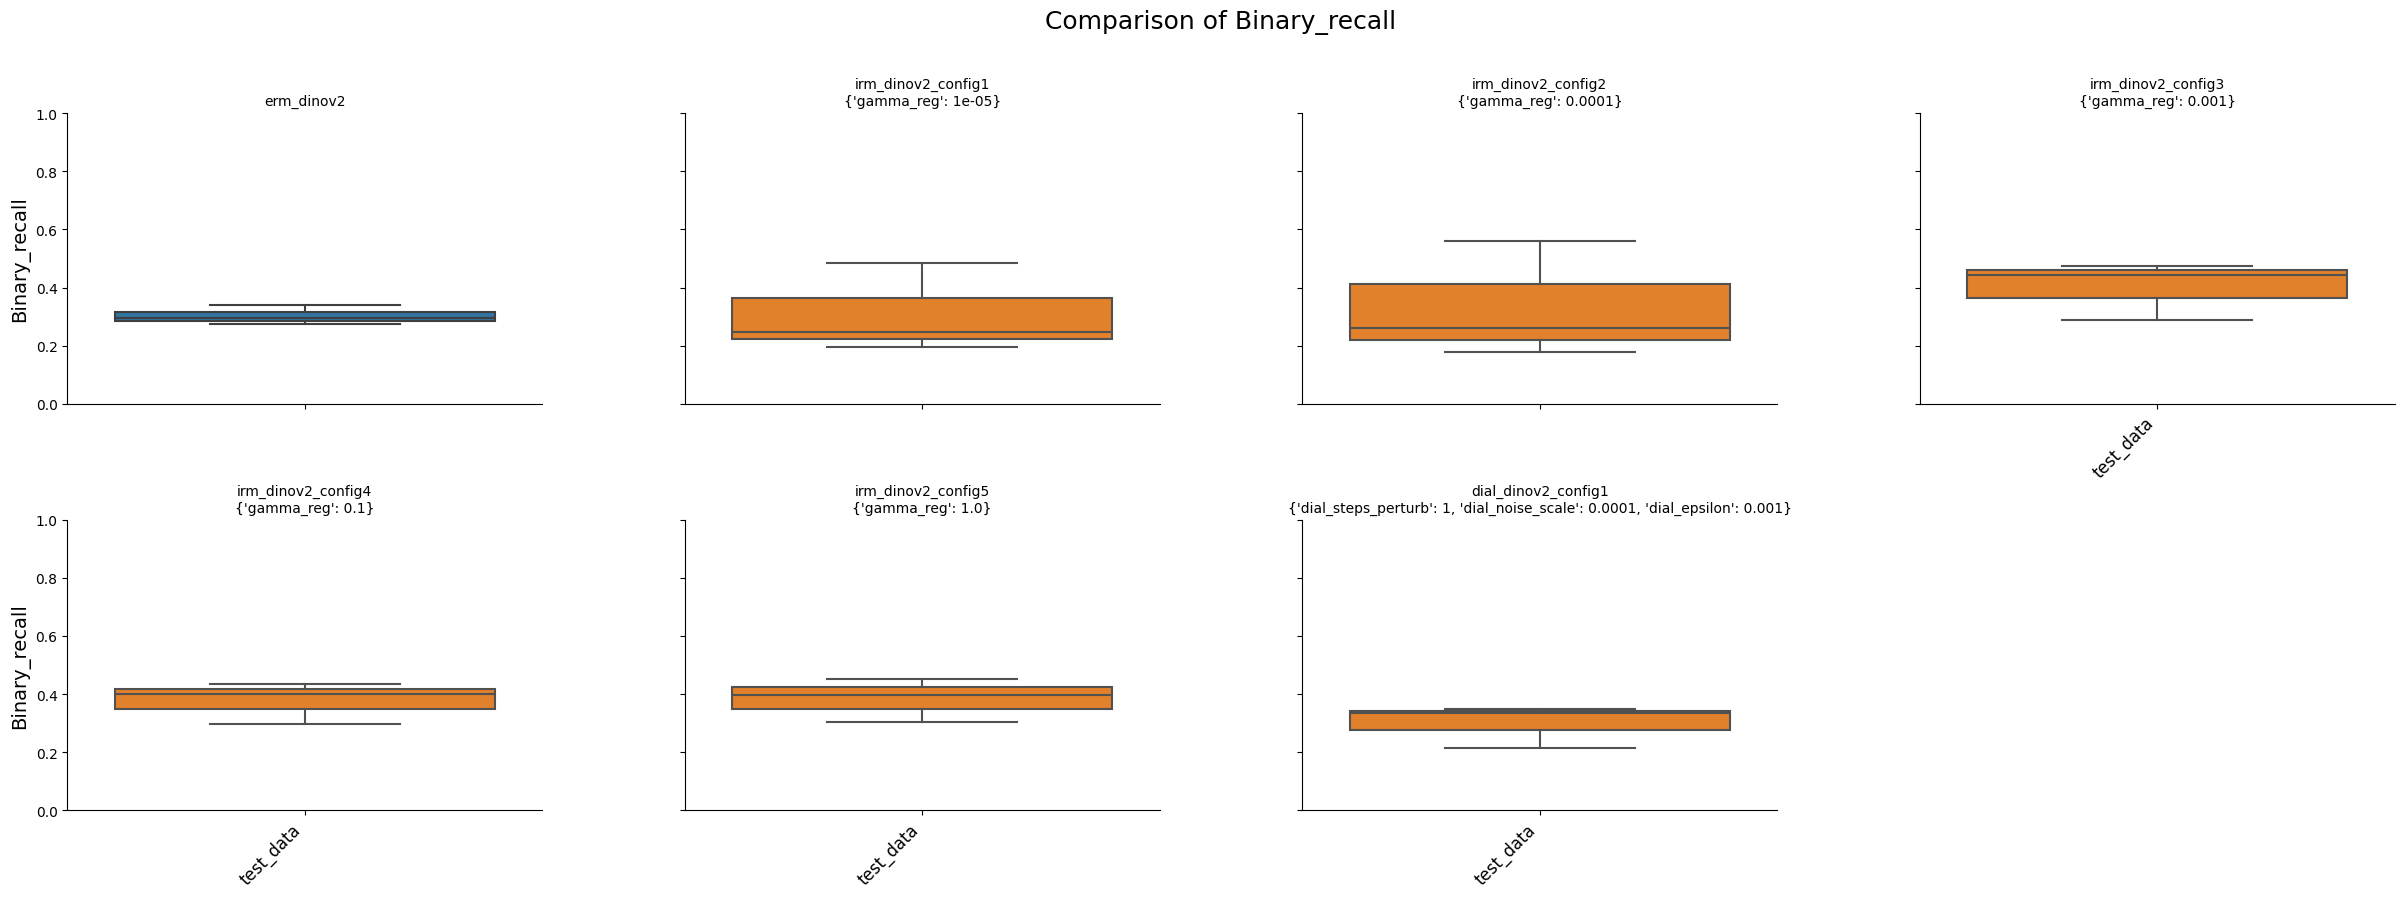 Comparison of Binary_recall
erm_dinov2
irm_dinov2_config1
{'gamma_reg': 1e-05}
irm_dinov2_config2
{'gamma_reg': 0.0001}
irm_dinov2_config3
{'gamma_reg': 0.001}
Binary_recall
1.0
0.8
0.6
0.4
0.2
0.0
test_data
irm_dinov2_config4
{'gamma_reg': 0.1}
irm_dinov2_config5
{'gamma_reg': 1.0}
dial_dinov2_config1
{'dial_steps_perturb': 1, 'dial_noise_scale': 0.0001, 'dial_epsilon': 0.001}
Binary_recall
1.0
0.8
0.6
0.4
0.2
0.0
test_data
test_data
test_data